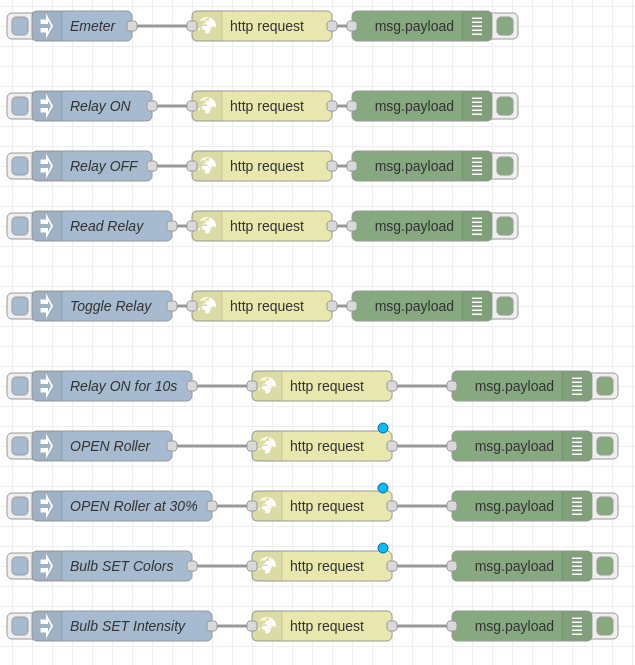 Emeter http request msg.payload
Relay ON http request msg.payload
Relay OFF http request msg.payload
Read Relay http request msg.payload
Toggle Relay http request msg.payload
Relay ON for 10s http request msg.payload
OPEN Roller http request msg.payload
OPEN Roller at 30% http request msg.payload
Bulb SET Colors http request msg.payload
Bulb SET Intensity http request msg.payload